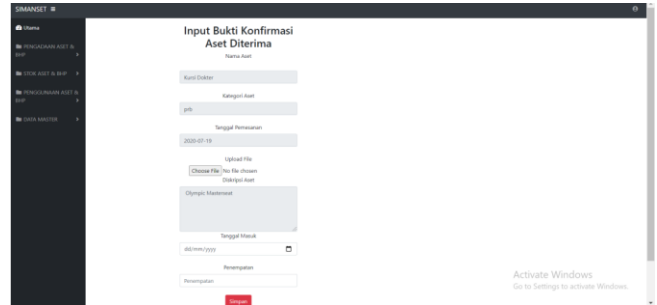 SIMANSET
Utama
PENGADAAN ASET &
BHP
STOK ASET & BHP
PENGGUNAAN ASET &
BHP
DATA MASTER
Input Bukti Konfirmasi
Aset Diterima
Nama Aset
Kursi Dokter
Kategori Aset
Tanggal Pemesanan
2020-07-19
Upload File
Choose File No file chosen
Diskripsi Aset
Olympic Masterseat
Tanggal Masuk
dd/mm/yyyy
Penempatan
Penempatan
Simpan
Activate Windows
Go to Settings to activate Windows.